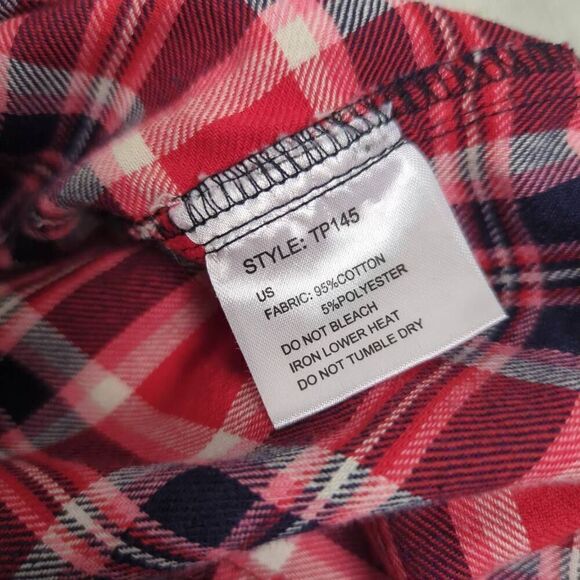 STYLE: TP145
US
FABRIC: 95%COTTON
5%POLYESTER
DO NOT BLEACH
IRON LOWER HEAT
DO NOT TUMBLE DRY